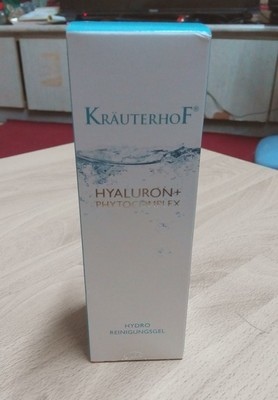 KRÄUTERHOF®
HYALURON+
PHYTOCOMPLEX
HYDRO
REINIGUNGSGEL